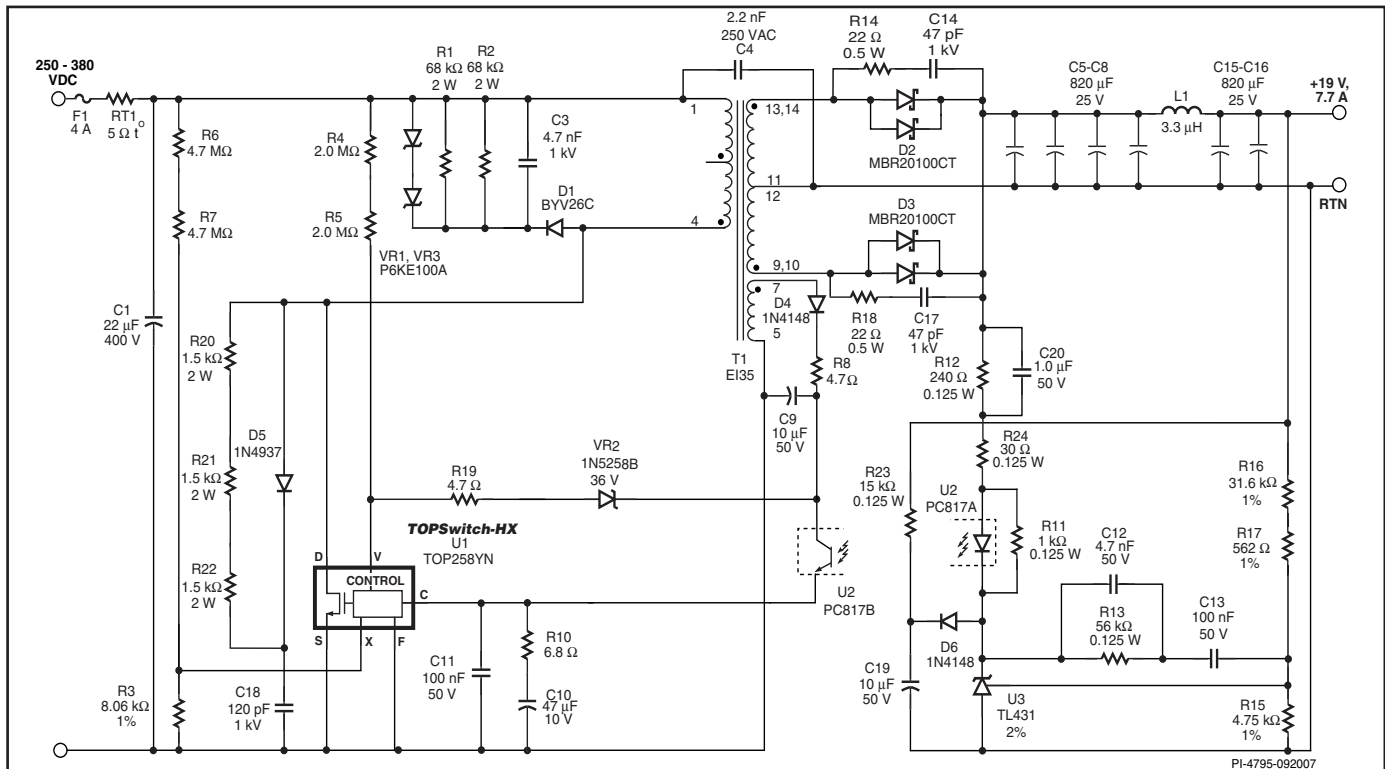 250 - 380
VDC
F1
4 A
RT1
5 Ω t°
R6
4.7 MΩ
R7
4.7 MΩ
C1
22 µF
400 V
R4
2.0 MΩ
R5
2.0 MΩ
VR1, VR3
P6KE100A
R1
68 kΩ
2 W
R2
68 kΩ
2 W
C3
4.7 nF
1 kV
D1
BYV26C
2.2 nF
250 VAC
C4
1
4
13,14
11
12
9,10
7
5
T1
EI35
R14
22 Ω
0.5 W
C14
47 pF
1 kV
D2
MBR20100CT
D3
MBR20100CT
D4
1N4148
R18
22 Ω
0.5 W
C17
47 pF
1 kV
C5-C8
820 µF
25 V
L1
3.3 µH
C15-C16
820 µF
25 V
+19 V,
7.7 A
RTN
R8
4.7 Ω
C9
10 µF
50 V
R12
240 Ω
0.125 W
C20
1.0 µF
50 V
R20
1.5 kΩ
2 W
D5
1N4937
R21
1.5 kΩ
2 W
R22
1.5 kΩ
2 W
R19
4.7 Ω
VR2
1N5258B
36 V
TOPSwitch-HX
U1
TOP258YN
D
V
CONTROL
C
S
X
F
R3
8.06 kΩ
1%
C18
120 pF
1 kV
C11
100 nF
50 V
R10
6.8 Ω
C10
47 µF
10 V
U2
PC817B
R23
15 kΩ
0.125 W
R24
30 Ω
0.125 W
U2
PC817A
R11
1 kΩ
0.125 W
C12
4.7 nF
50 V
R13
56 kΩ
0.125 W
C13
100 nF
50 V
R16
31.6 kΩ
1%
R17
562 Ω
1%
D6
1N4148
C19
10 µF
50 V
U3
TL431
2%
R15
4.75 kΩ
1%
PI-4795-092007